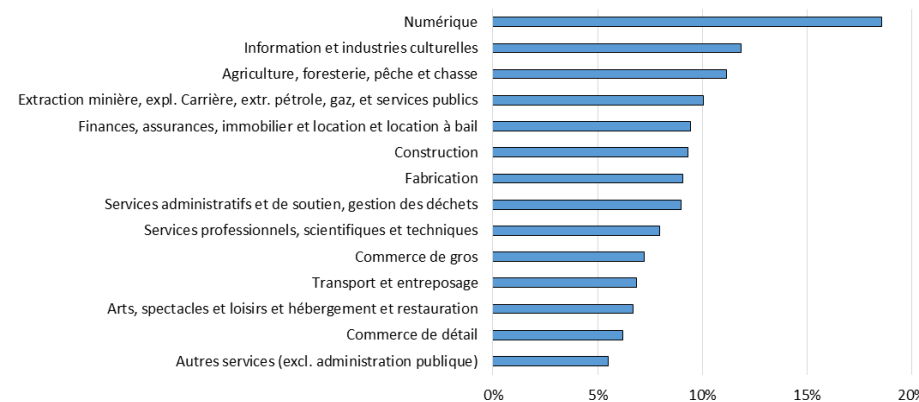 Numérique
Information et industries culturelles
Agriculture, foresterie, pêche et chasse
Extraction minière, expl. Carrière, extr. pétrole, gaz, et services publics
Finances, assurances, immobilier et location et location à bail
Construction
Fabrication
Services administratifs et de soutien, gestion des déchets
Services professionnels, scientifiques et techniques
Commerce de gros
Transport et entreposage
Arts, spectacles et loisirs et hébergement et restauration
Commerce de détail
Autres services (excl. administration publique)
0% 5% 10% 15% 20%